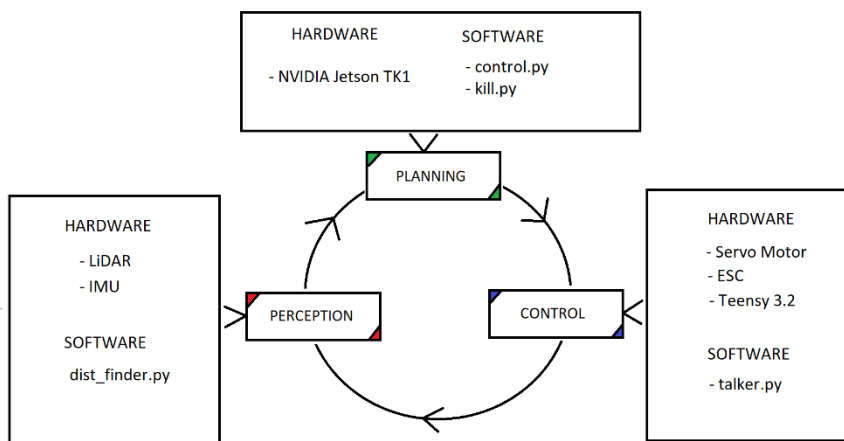 HARDWARE
- NVIDIA Jetson TK1
SOFTWARE
- control.py
- kill.py
PLANNING
HARDWARE
- LiDAR
- IMU
SOFTWARE
dist_finder.py
PERCEPTION
CONTROL
HARDWARE
- Servo Motor
- ESC
- Teensy 3.2
SOFTWARE
- talker.py